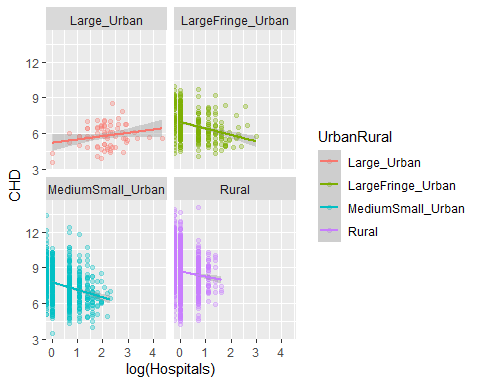 Large_Urban LargeFringe_Urban
12
9
6
3
MediumSmall_Urban Rural
12
9
6
3
0 1 2 3 4 0 1 2 3 4
log(Hospitals)
CHD
UrbanRural
Large_Urban
LargeFringe_Urban
MediumSmall_Urban
Rural